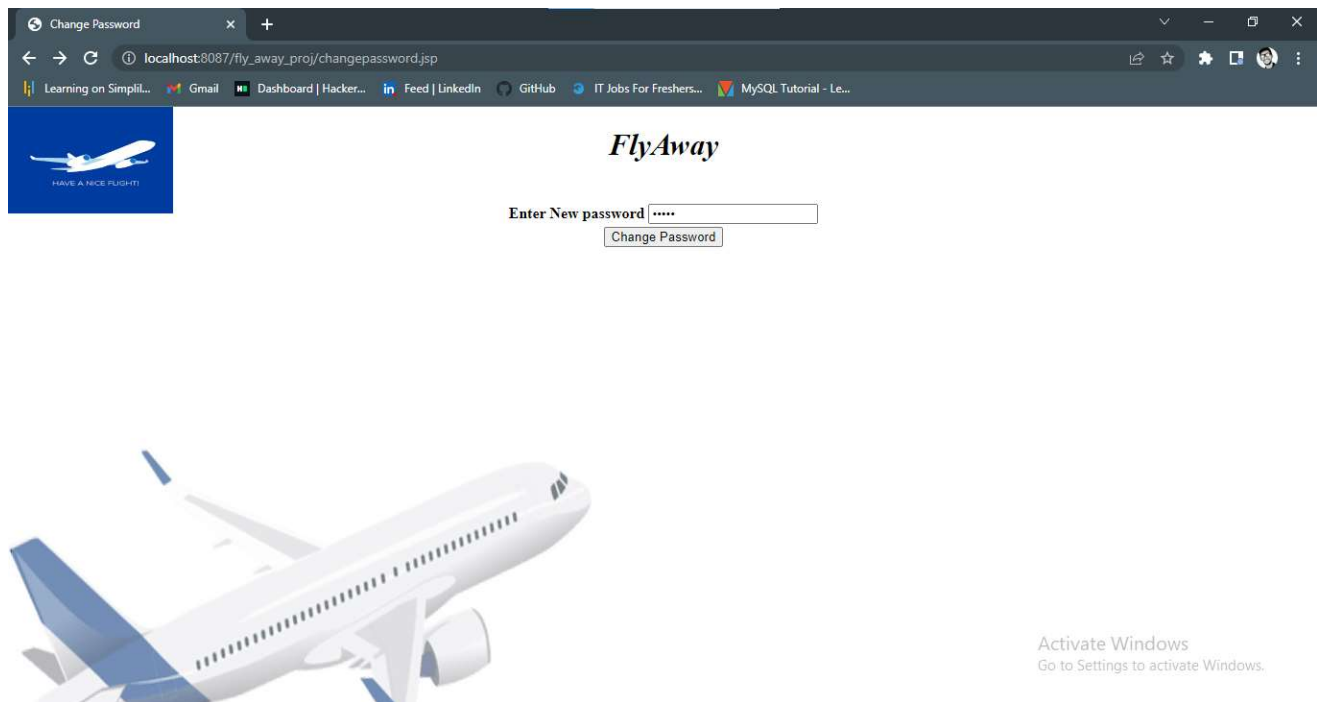 Change Password
localhost:8087/fly_away_proj/changepassword.jsp
Learning on Simplil... Gmail Dashboard | Hacker... Feed | LinkedIn GitHub IT Jobs For Freshers... MySQL Tutorial - Le...
HAVE A NICE FLIGHT!
FlyAway
Enter New password •••••
Change Password
Activate Windows
Go to Settings to activate Windows.